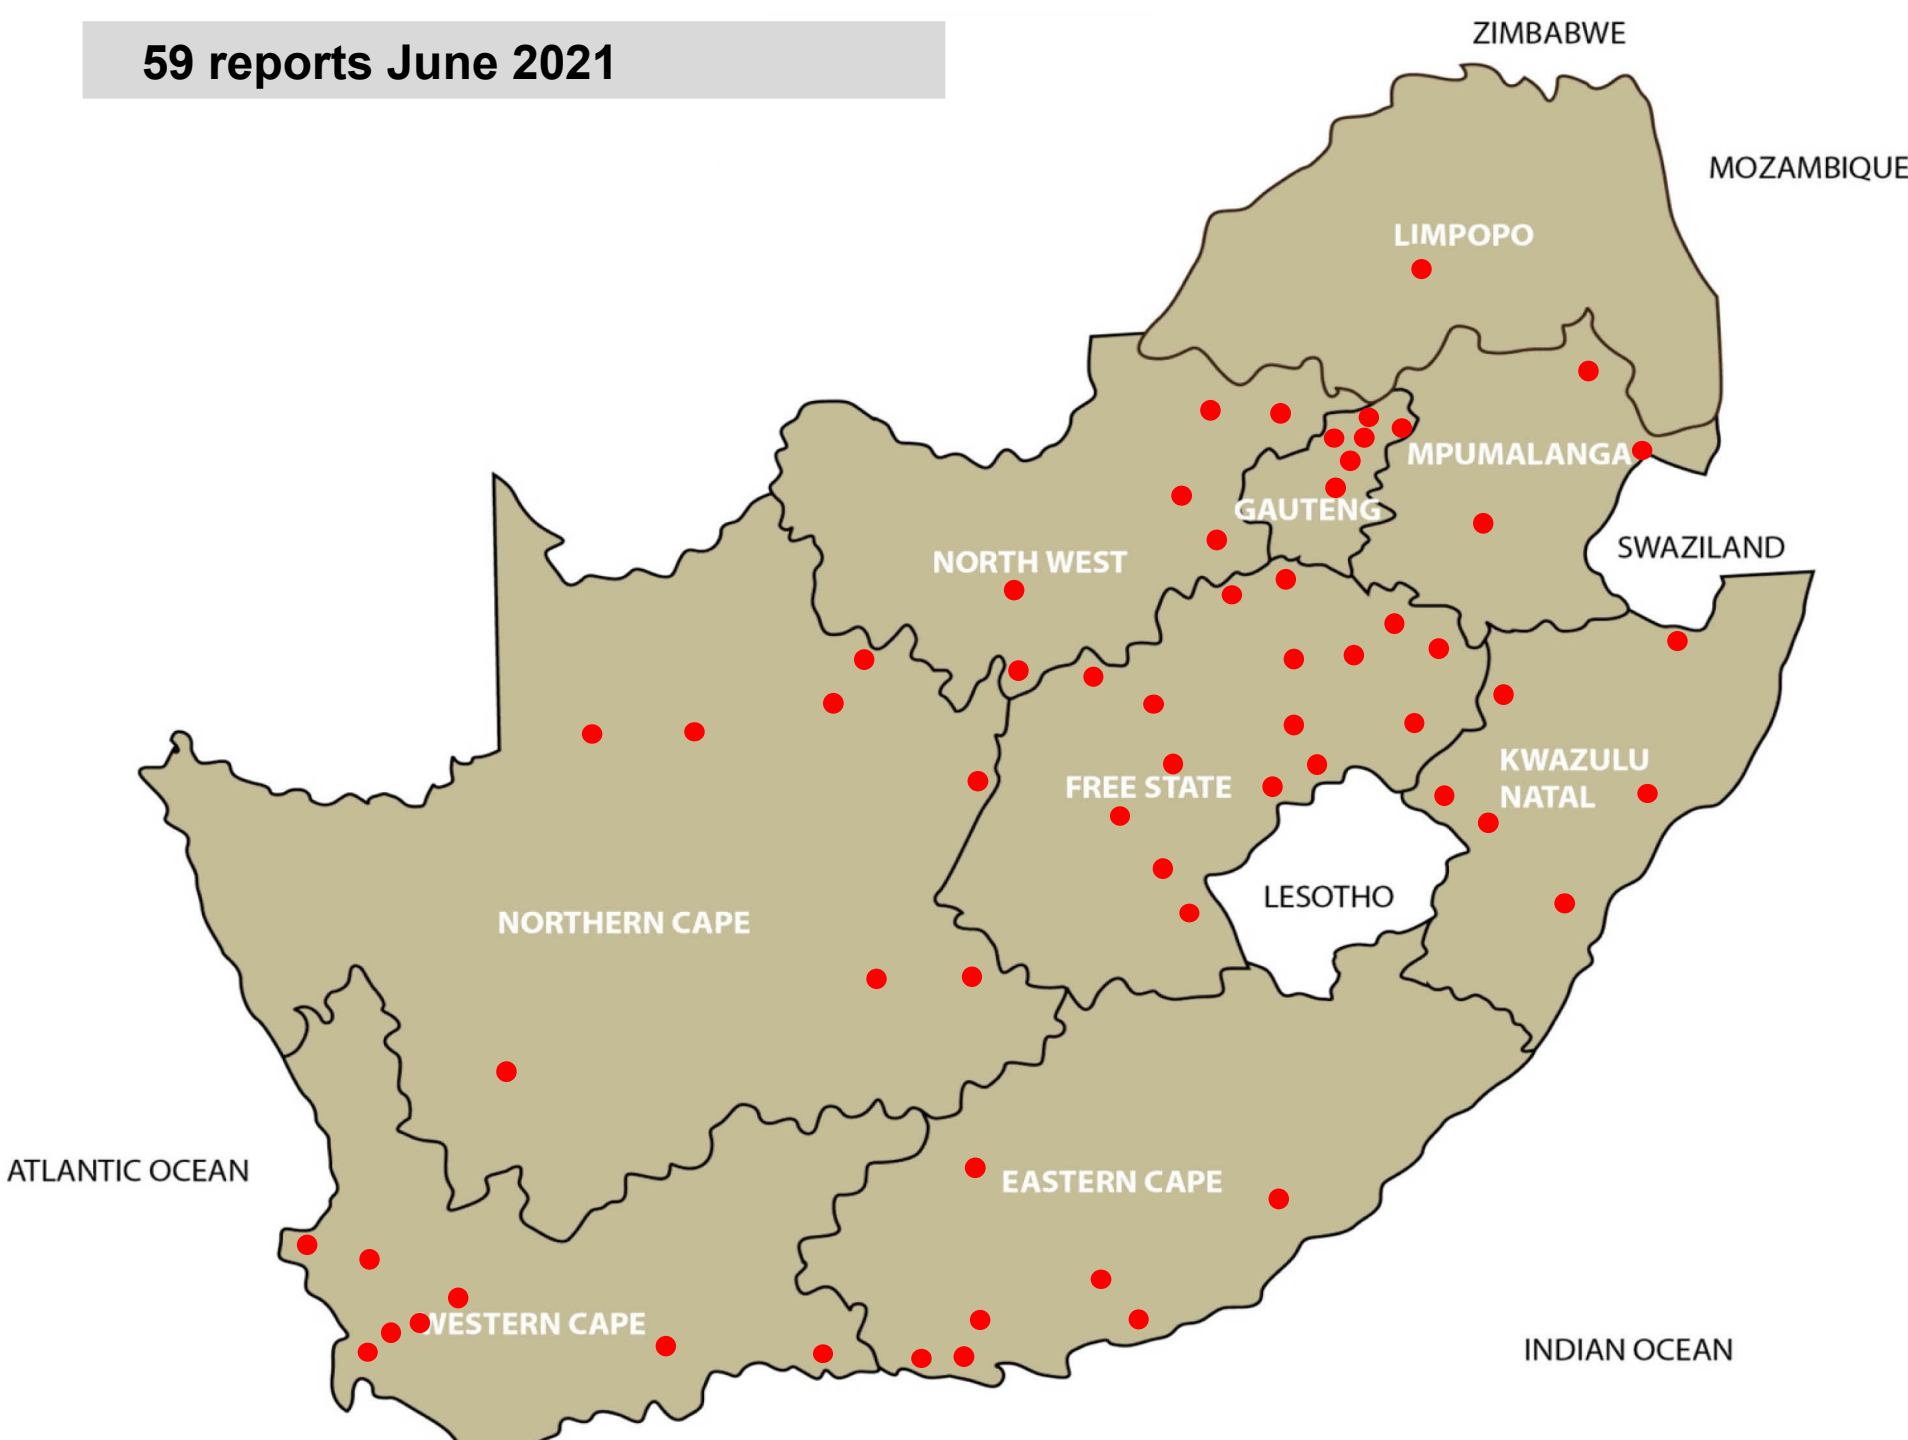 59 reports June 2021
ZIMBABWE
MOZAMBIQUE
LIMPOPO
MPUMALANGA
GAUTENG
SWAZILAND
NORTH WEST
KWAZULU
NATAL
FREE STATE
LESOTHO
NORTHERN CAPE
ATLANTIC OCEAN
EASTERN CAPE
WESTERN CAPE
INDIAN OCEAN